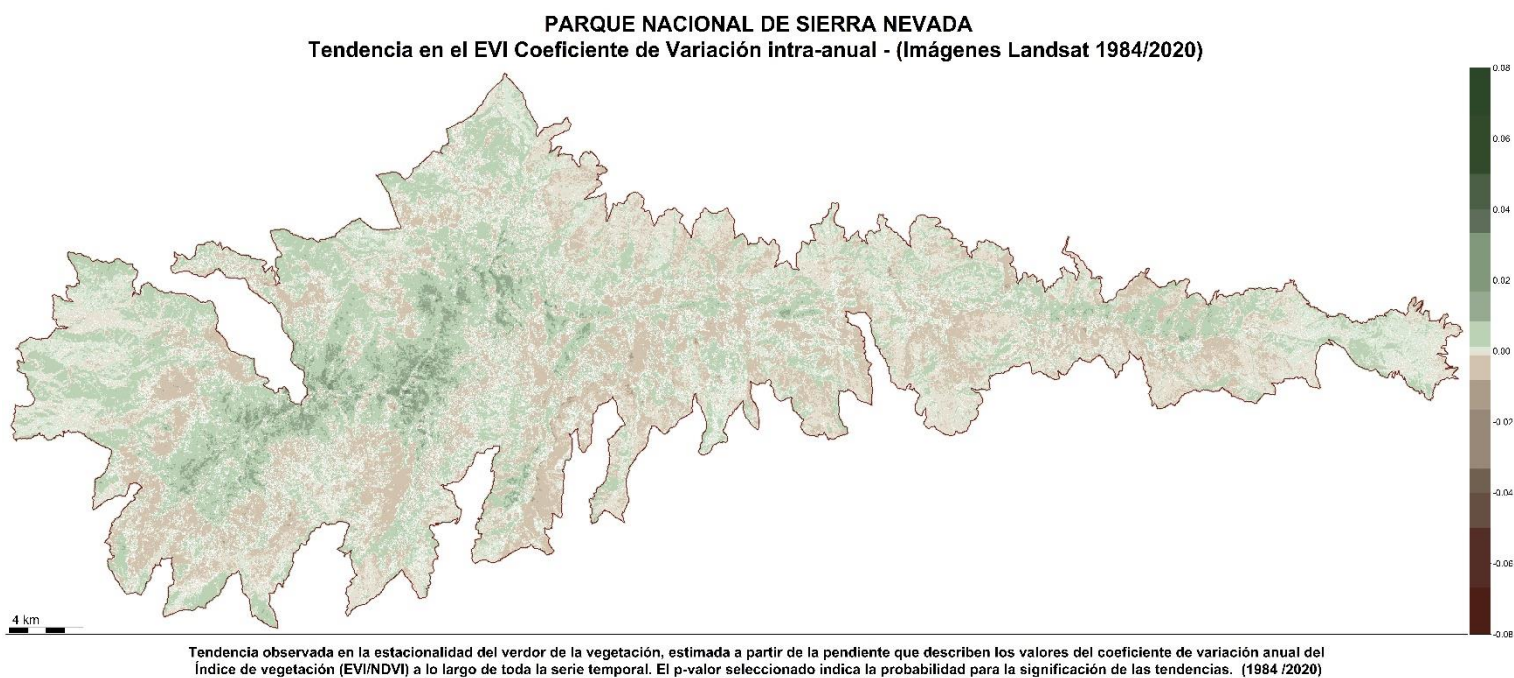 PARQUE NACIONAL DE SIERRA NEVADA
Tendencia en el EVI Coeficiente de Variación intra-anual - (Imágenes Landsat 1984/2020)
0.08
0.06
0.04
0.02
0.00
-0.02
-0.04
-0.06
-0.08
4 km
Tendencia observada en la estacionalidad del verdor de la vegetación, estimada a partir de la pendiente que describen los valores del coeficiente de variación anual del
Índice de vegetación (EVI/NDVI) a lo largo de toda la serie temporal. El p-valor seleccionado indica la probabilidad para la significación de las tendencias. (1984 /2020)